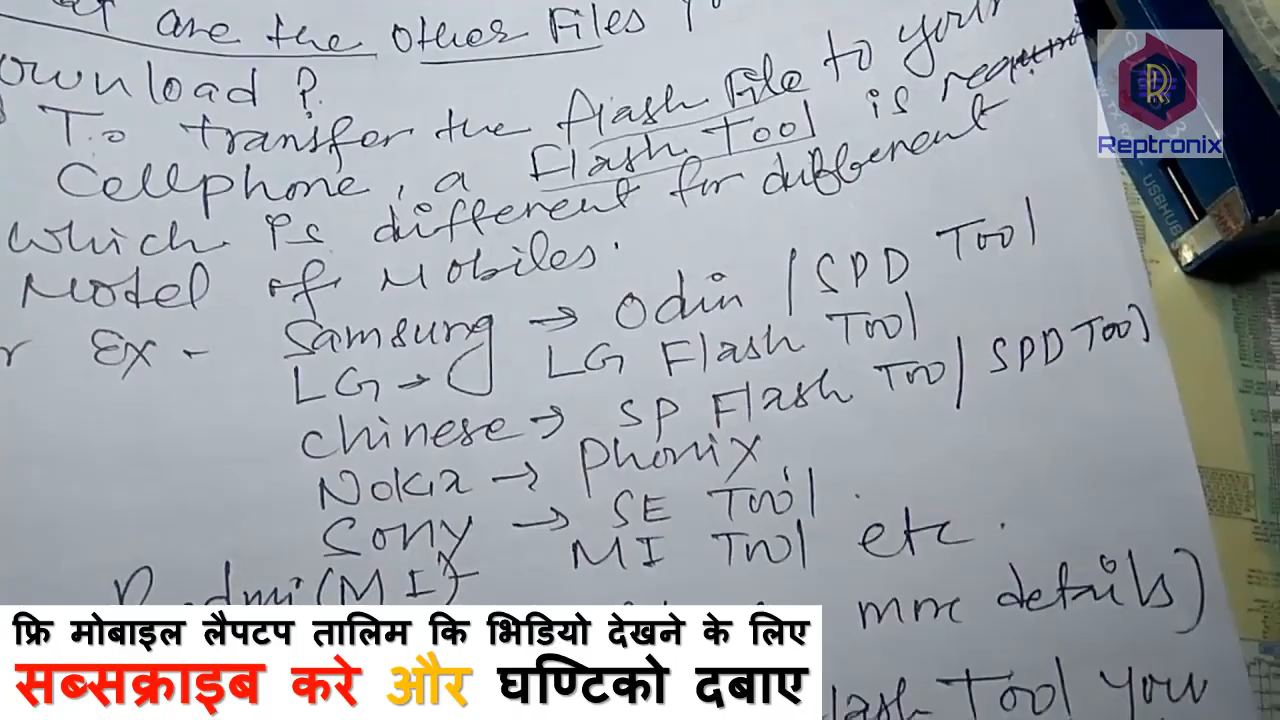 are the Other Files
ownload ?
To transfer the flash File to your
Cellphone, a Flash Tool is
which is different for different
Model of Mobiles.
Ex - Samsung → Odin / SPD Tool
LG → LG Flash Tool
Chinese → SP Flash Tool / SPD Tool
Nokia → Phonix
Sony → SE Tool
Redmi (MI) MI Tool etc.
more details)
Flash Tool You
Reptronix
USBHUB
फ्रि मोबाइल लैपटप तालिम कि भिडियो देखने के लिए
सब्सक्राइब करे और घण्टिको दबाए